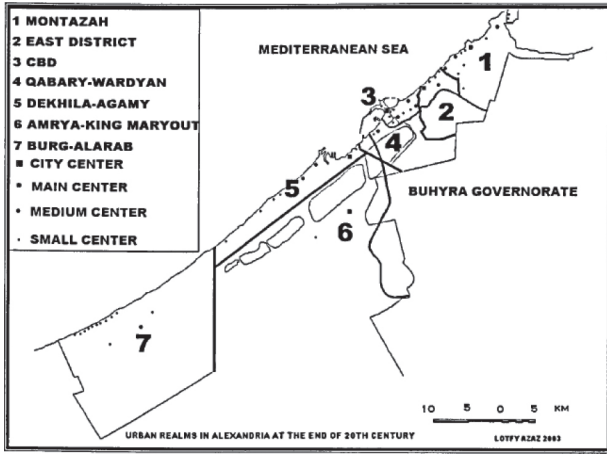 1 MONTAZAH
2 EAST DISTRICT
3 CBD
4 QABARY-WARDYAN
5 DEKHILA-AGAMY
6 AMRYA-KING MARYOUT
7 BURG-ALARAB
CITY CENTER
MAIN CENTER
MEDIUM CENTER
SMALL CENTER
MEDITERRANEAN SEA
1
3
2
4
BUHYRA GOVERNORATE
5
6
7
10 5 0 5 KM
URBAN REALMS IN ALEXANDRIA AT THE END OF 20TH CENTURY
LOTFY AZAZ 2003